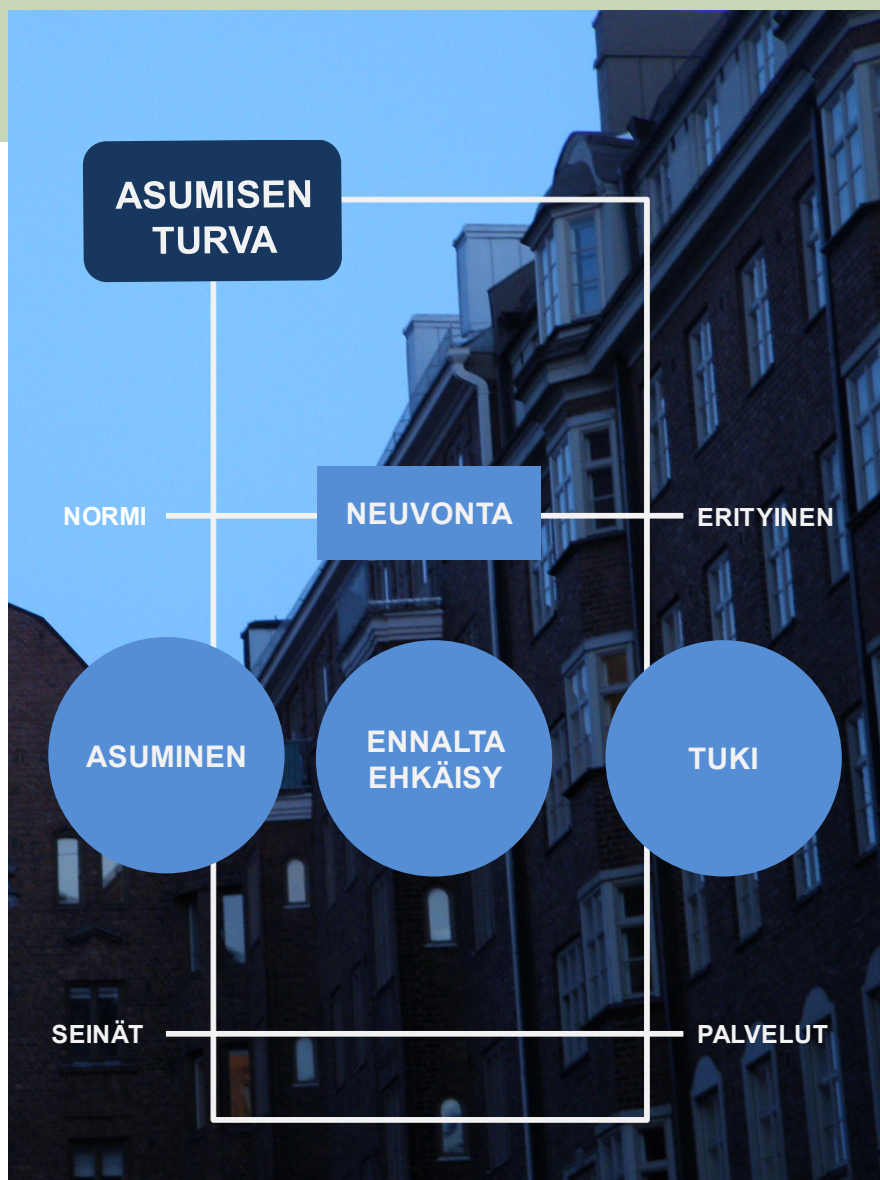 ASUMISEN
TURVA
NORMI
NEUVONTA
ERITYINEN
ASUMINEN
ENNALTA
EHKÄISY
TUKI
SEINÄT
PALVELUT